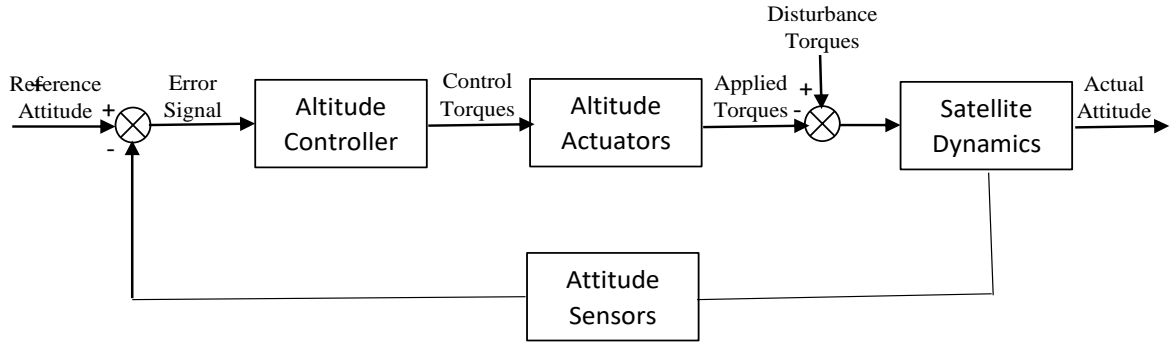 Disturbance
Torques
Reference
Attitude
+
+
-
Error
Signal
Altitude
Controller
Control
Torques
Altitude
Actuators
Applied
Torques
+
-
Satellite
Dynamics
Actual
Attitude
Attitude
Sensors